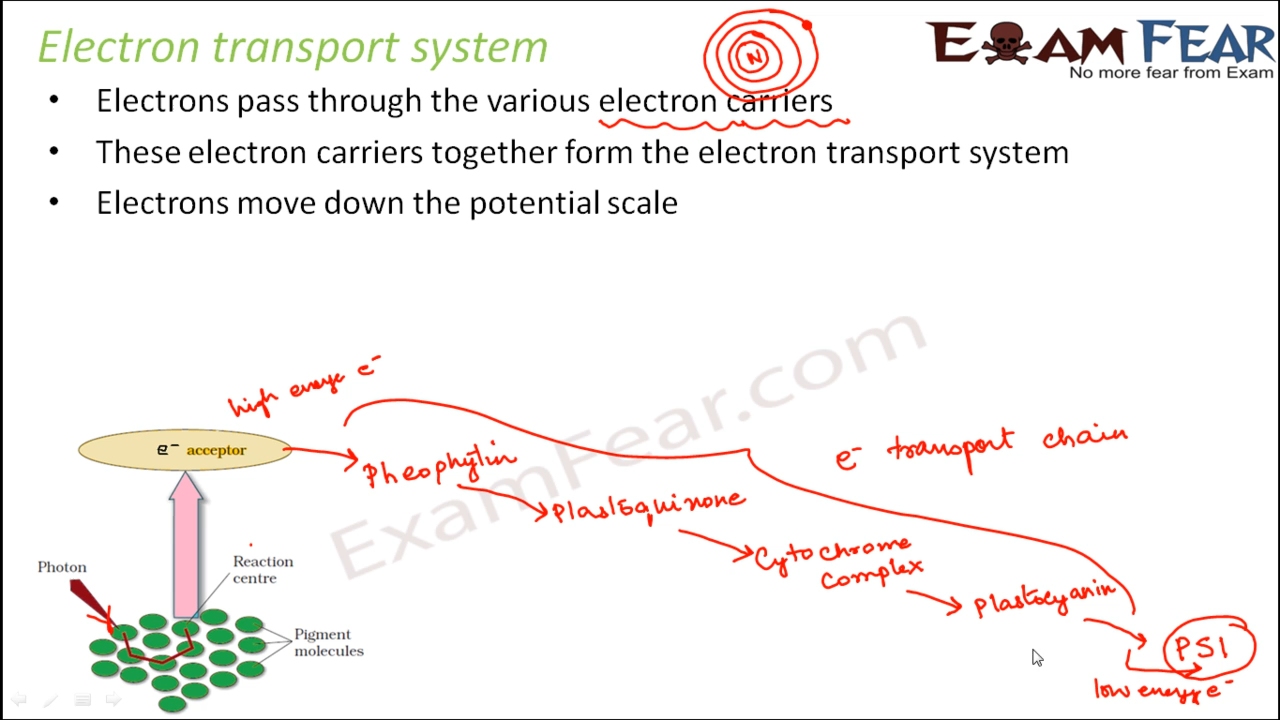 Electron transport system
N
EXAM FEAR
No more fear from Exam
• Electrons pass through the various electron carriers
• These electron carriers together form the electron transport system
• Electrons move down the potential scale
ExamFear.com
high energy e⁻
e⁻ acceptor
Pheophytin
e⁻ transport chain
PlastEquinone
Cytochrome
complex
Plastocyanin
PS1
low energy e⁻
Photon
Reaction
centre
Pigment
molecules